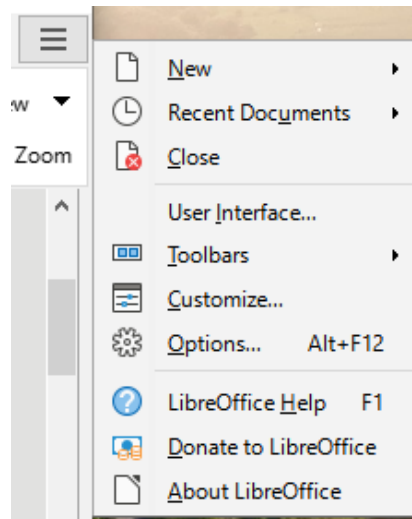 New
ew
Recent Documents
Zoom
Close
User Interface...
Toolbars
Customize...
Options... Alt+F12
LibreOffice Help F1
Donate to LibreOffice
About LibreOffice